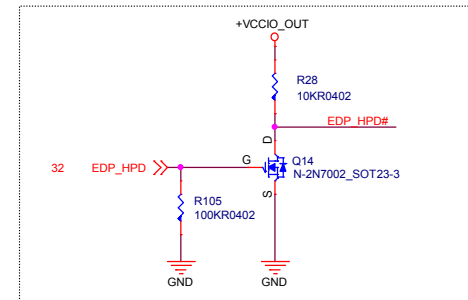 +VCCIO_OUT
R28
10KR0402
EDP_HPD#
D
32 EDP_HPD
G
Q14
N-2N7002_SOT23-3
S
R105
100KR0402
GND
GND